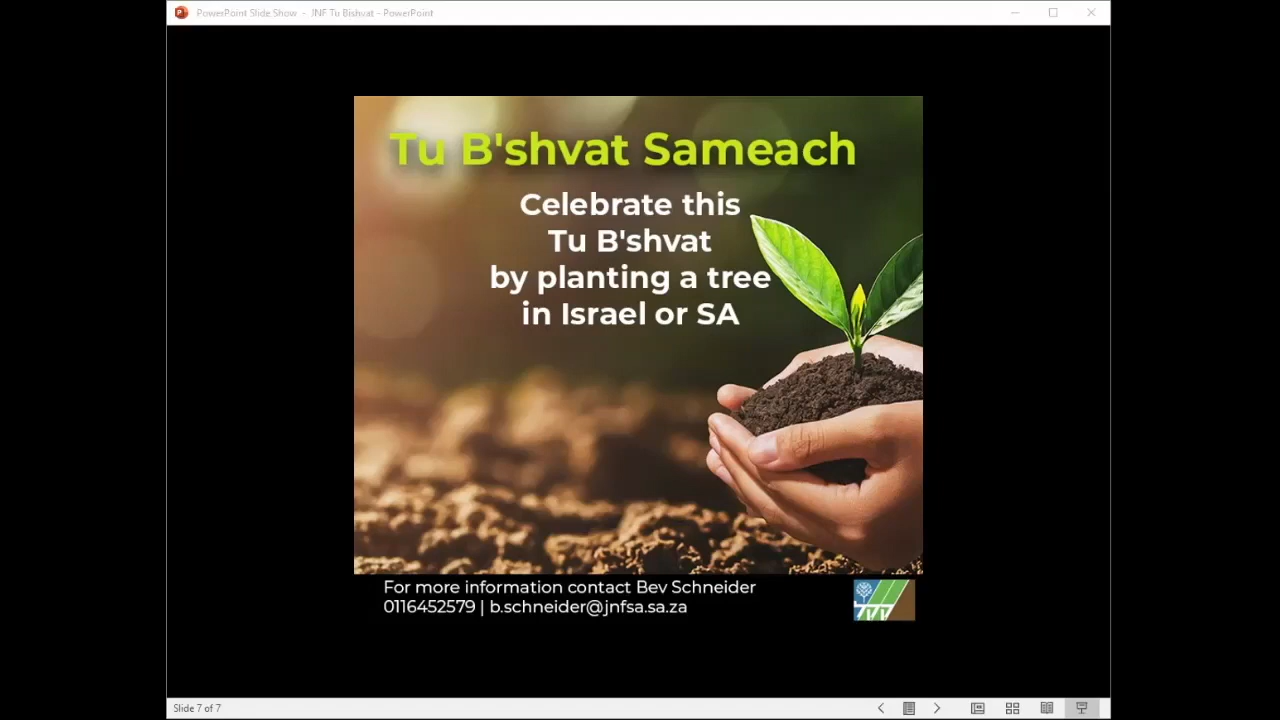 PowerPoint Slide Show - JNF Tu Bishvat - PowerPoint
Tu B'shvat Sameach
Celebrate this
Tu B'shvat
by planting a tree
in Israel or SA
For more information contact Bev Schneider
0116452579 | b.schneider@jnfsa.sa.za
Slide 7 of 7